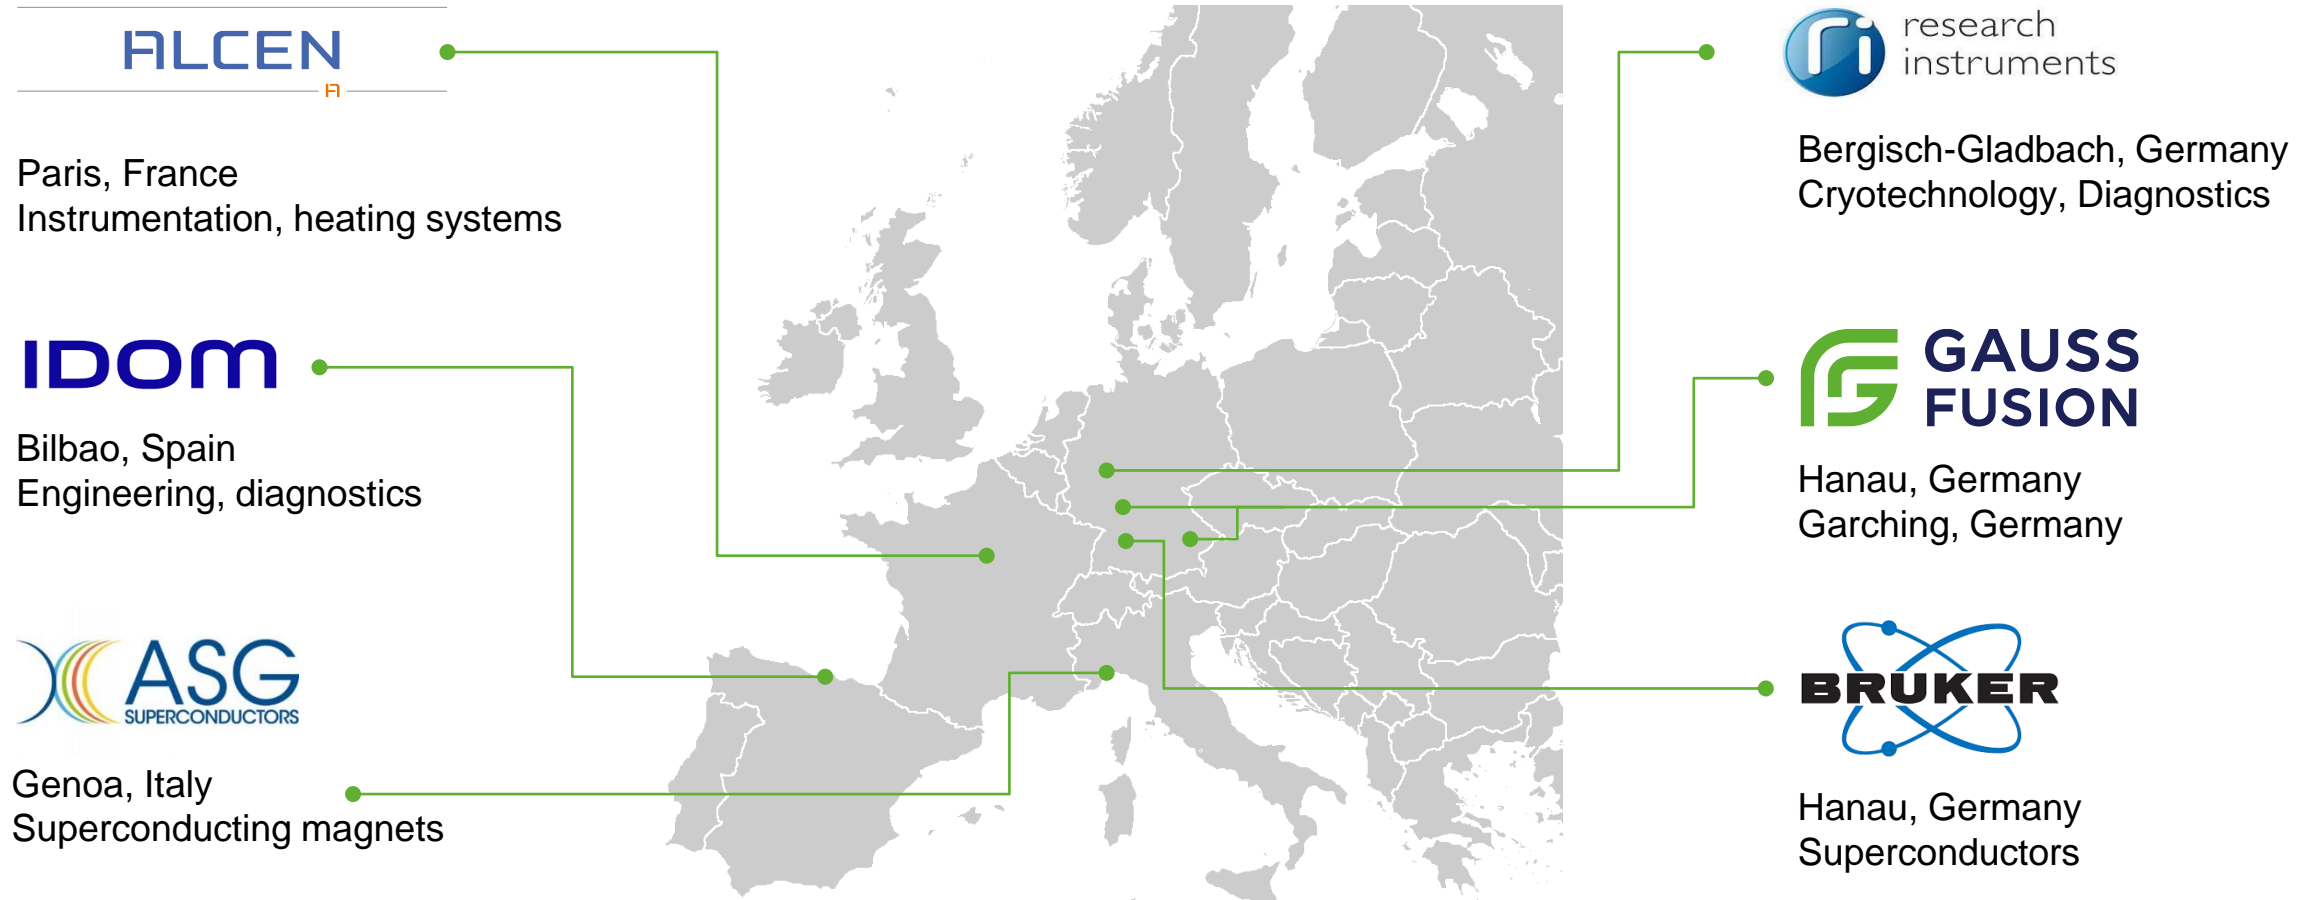 ALCEN
Paris, France
Instrumentation, heating systems
IDOM
Bilbao, Spain
Engineering, diagnostics
ASG
SUPERCONDUCTORS
Genoa, Italy
Superconducting magnets
ri
research
instruments
Bergisch-Gladbach, Germany
Cryotechnology, Diagnostics
GAUSS
FUSION
Hanau, Germany
Garching, Germany
BRUKER
Hanau, Germany
Superconductors